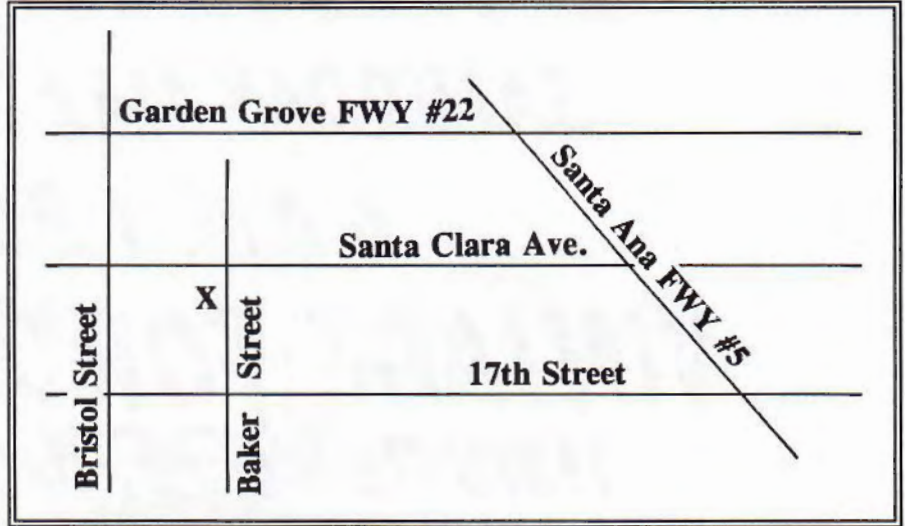 Garden Grove FWY #22
Santa Ana FWY #5
Santa Clara Ave.
X
Bristol Street
Baker Street
17th Street